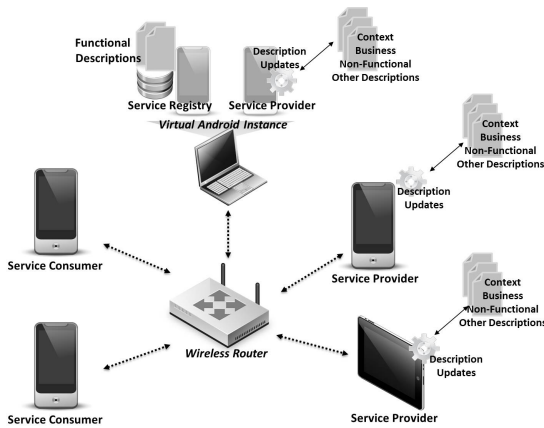 Functional
Descriptions
Description
Updates
Context
Business
Non-Functional
Other Descriptions
Service Registry
Service Provider
Virtual Android Instance
Context
Business
Non-Functional
Other Descriptions
Description
Updates
Service Consumer
Service Provider
Context
Business
Non-Functional
Other Descriptions
Wireless Router
Description
Updates
Service Consumer
Service Provider